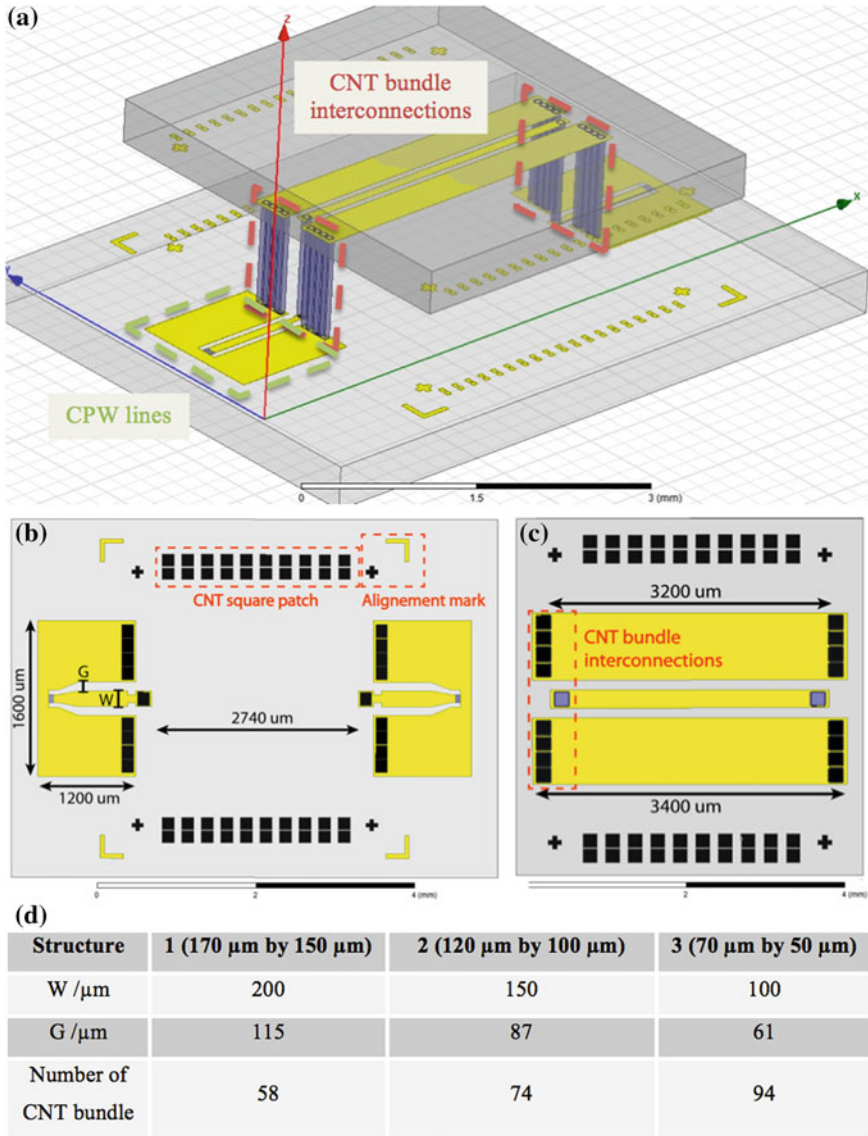 (a)
Z
CNT bundle
interconnections
X
Y
CPW lines
0
1.5
3 (mm)
(b)
CNT square patch
Alignement mark
G
W
1600 um
2740 um
1200 um
0
2
4 (mm)
(c)
3200 um
CNT bundle
interconnections
3400 um
2
4 (mm)
(d)
Structure 1 (170 µm by 150 µm) 2 (120 µm by 100 µm) 3 (70 µm by 50 µm)
W /µm 200 150 100
G /µm 115 87 61
Number of
CNT bundle 58 74 94